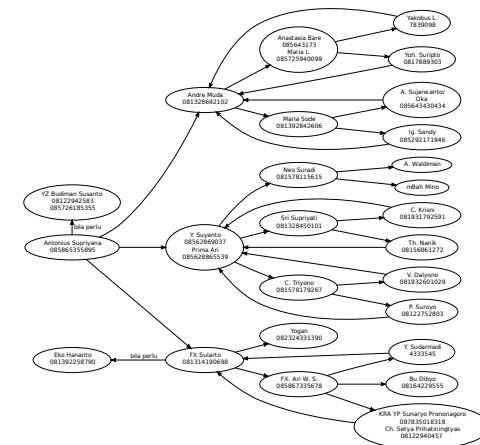 Yakobus L.
7839098
Anastasia Bare
085643173
Maria L.
085725940099
Yoh. Suripto
0817889303
Andre Muda
081328692102
A. Sujarwanto/
Oka
085643430434
Maria Sode
081392842606
Ig. Sandy
085292171946
Neo Suradi
081578115615
A. Waldiman
mBah Mino
YZ Budiman Susanto
08122942583
085726185355
bila perlu
Antonius Supriyana
085865355895
Sri Supriyati
081328450101
C. Krisni
081931792591
Y. Suyanto
08562869037
Prima Ari
085628865539
Th. Nanik
08156861272
C. Triyono
081578179267
V. Dalyono
081932601029
P. Suroyo
08122752803
Yogan
082324331390
Eko Hananto
081392258790
bila perlu
FX Sularto
081314190698
Y. Sudarmadi
4333545
FX. Ari W. S.
085867335678
Bu Dibyo
08164229555
KRA YP Sunaryo Prononagoro
087835018318
Ch. Setya Prihatiningtyas
08122940457